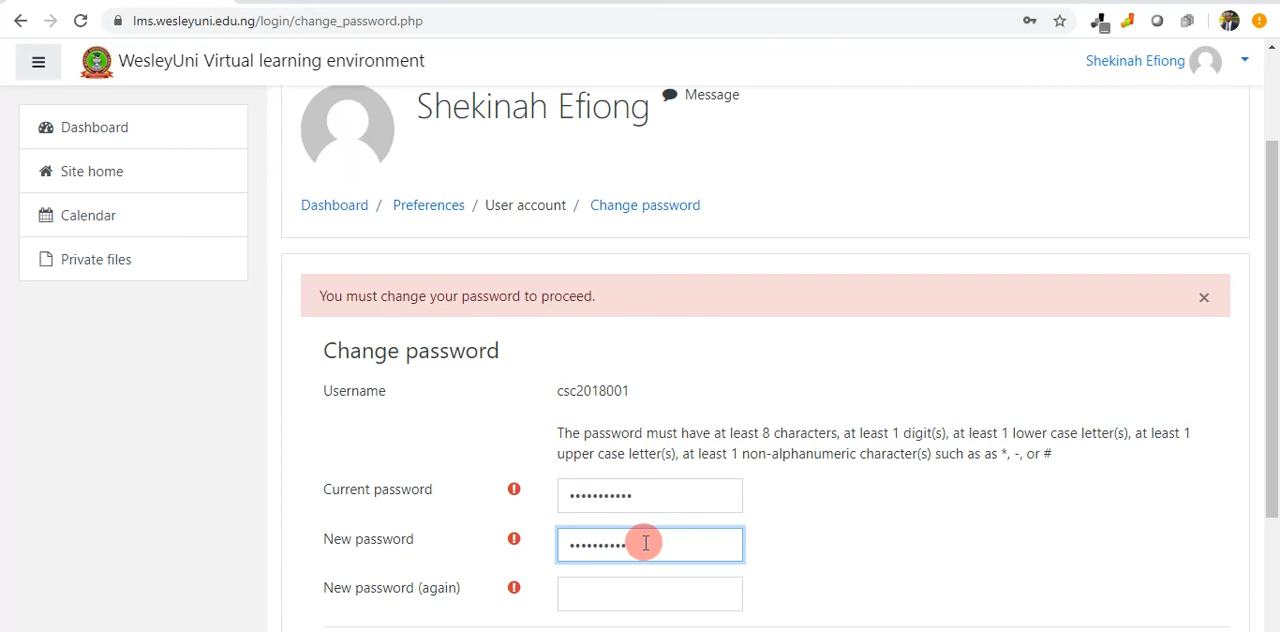 lms.wesleyuni.edu.ng/login/change_password.php
WesleyUni Virtual learning environment
Shekinah Efiong
Shekinah Efiong
Message
Dashboard
Site home
Calendar
Private files
Dashboard / Preferences / User account / Change password
You must change your password to proceed.
Change password
Username csc2018001
The password must have at least 8 characters, at least 1 digit(s), at least 1 lower case letter(s), at least 1
upper case letter(s), at least 1 non-alphanumeric character(s) such as as *, -, or #
Current password •••••••••••
New password ••••••••••
New password (again)